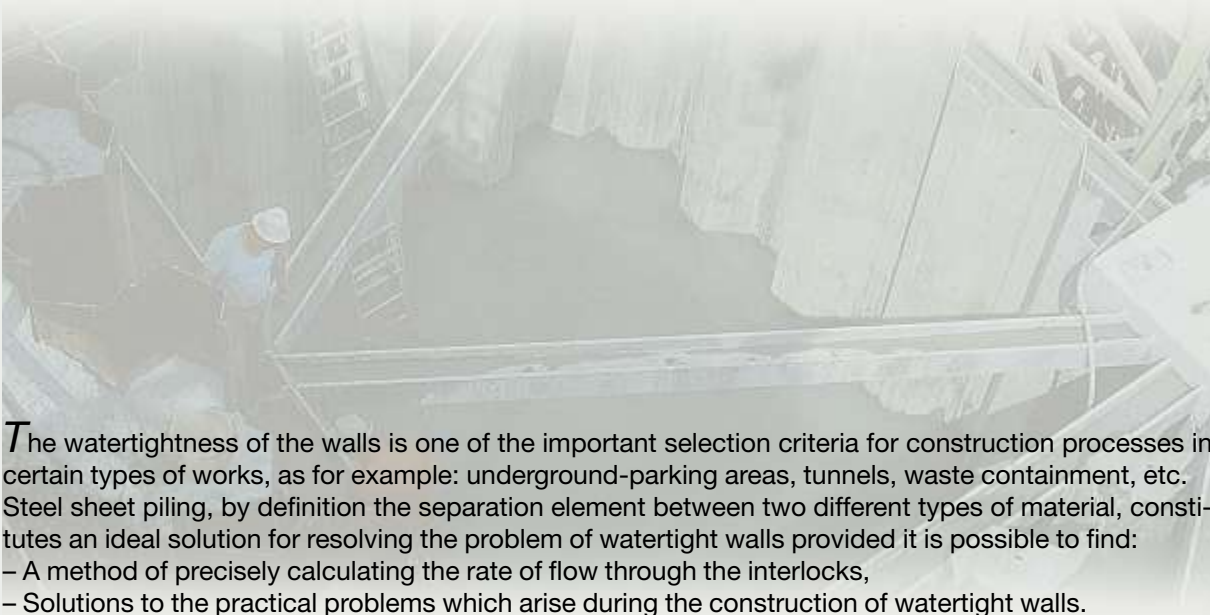 The watertightness of the walls is one of the important selection criteria for construction processes in
certain types of works, as for example: underground-parking areas, tunnels, waste containment, etc.
Steel sheet piling, by definition the separation element between two different types of material, consti-
tutes an ideal solution for resolving the problem of watertight walls provided it is possible to find:
– A method of precisely calculating the rate of flow through the interlocks,
– Solutions to the practical problems which arise during the construction of watertight walls.